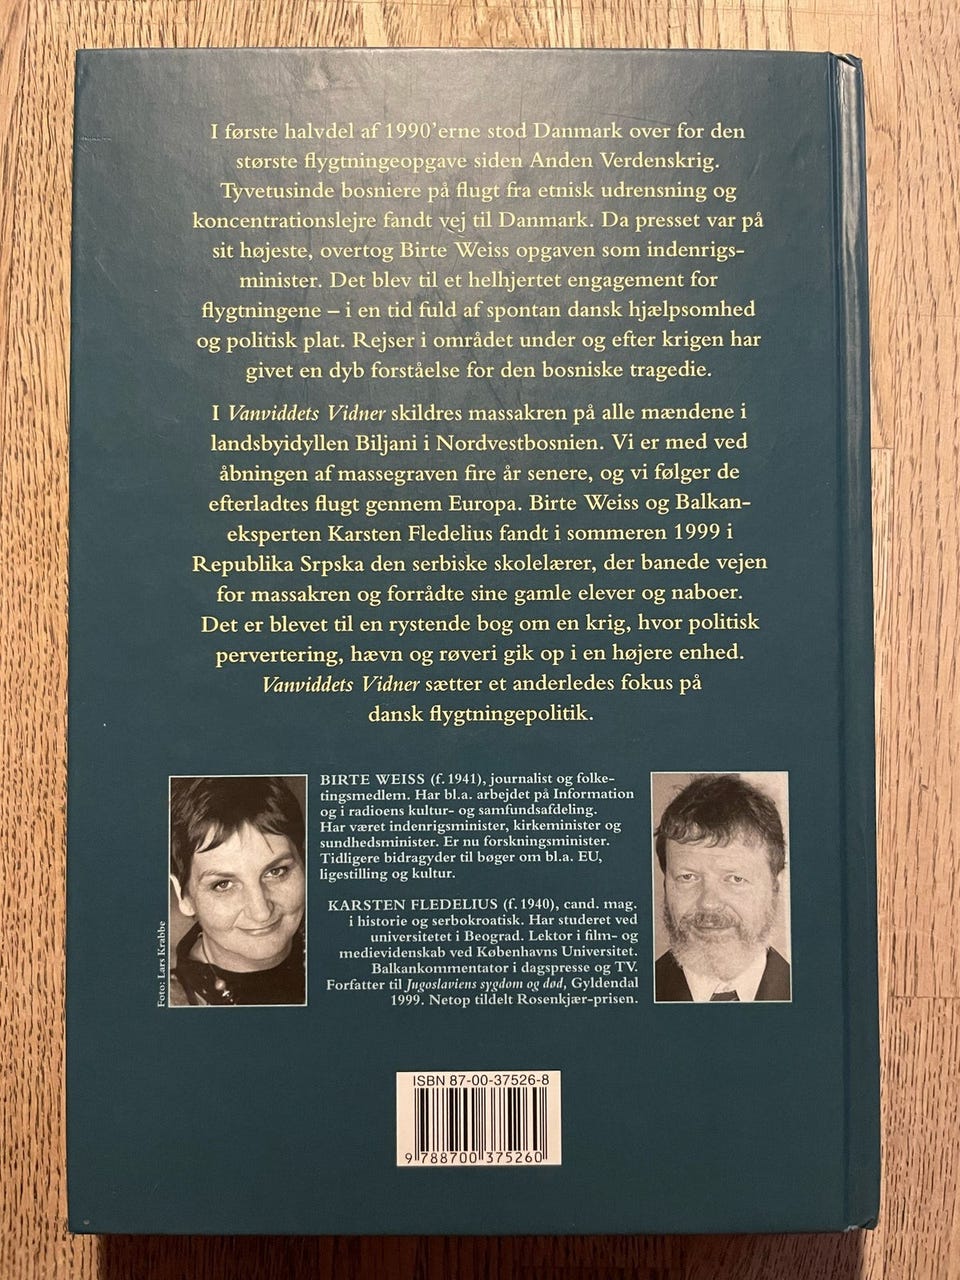 I første halvdel af 1990'erne stod Danmark over for den
største flygtningeopgave siden Anden Verdenskrig.
Tyvetusinde bosniere på flugt fra etnisk udrensning og
koncentrationslejre fandt vej til Danmark. Da presset var på
sit højeste, overtog Birte Weiss opgaven som indenrigs-
minister. Det blev til et helhjertet engagement for
flygtningene – i en tid fuld af spontan dansk hjælpsomhed
og politisk plat. Rejser i området under og efter krigen har
givet en dyb forståelse for den bosniske tragedie.
I Vanviddets Vidner skildres massakren på alle mændene i
landsbyidyllen Biljani i Nordvestbosnien. Vi er med ved
åbningen af massegraven fire år senere, og vi følger de
efterladtes flugt gennem Europa. Birte Weiss og Balkan-
eksperten Karsten Fledelius fandt i sommeren 1999 i
Republika Srpska den serbiske skolelærer, der banede vejen
for massakren og forrådte sine gamle elever og naboer.
Det er blevet til en rystende bog om en krig, hvor politisk
pervertering, hævn og røveri gik op i en højere enhed.
Vanviddets Vidner sætter et anderledes fokus på
dansk flygtningepolitik.
BIRTE WEISS (f. 1941), journalist og folke-
tingsmedlem. Har bl.a. arbejdet på Information
og i radioens kultur- og samfundsafdeling.
Har været indenrigsminister, kirkeminister og
sundhedsminister. Er nu forskningsminister.
Tidligere bidragyder til bøger om bl.a. EU,
ligestilling og kultur.
Foto: Lars Krabbe
KARSTEN FLEDELIUS (f. 1940), cand. mag.
i historie og serbokroatisk. Har studeret ved
universitetet i Beograd. Lektor i film- og
medievidenskab ved Københavns Universitet.
Balkankommentator i dagspresse og TV.
Forfatter til Jugoslaviens sygdom og død, Gyldendal
1999. Netop tildelt Rosenkjær-prisen.
ISBN 87-00-37526-8
9 788700 375260